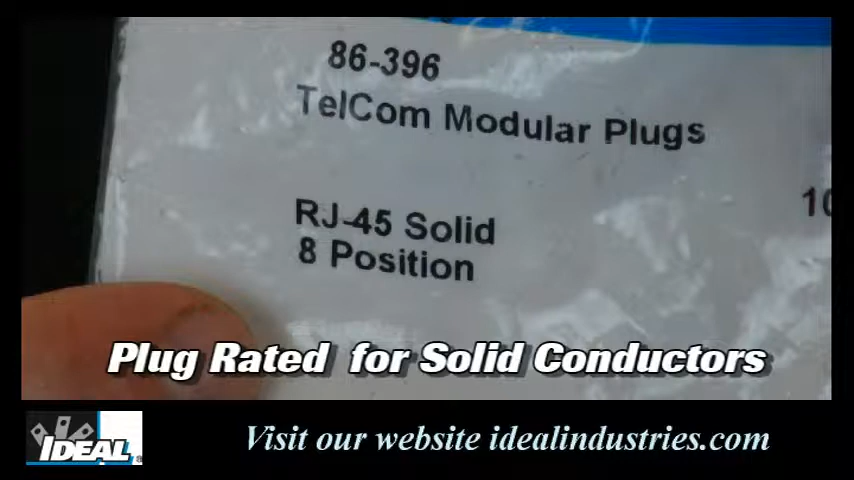 86-396
TelCom Modular Plugs
10
RJ-45 Solid
8 Position
Plug Rated for Solid Conductors
IDEAL®
Visit our website idealindustries.com